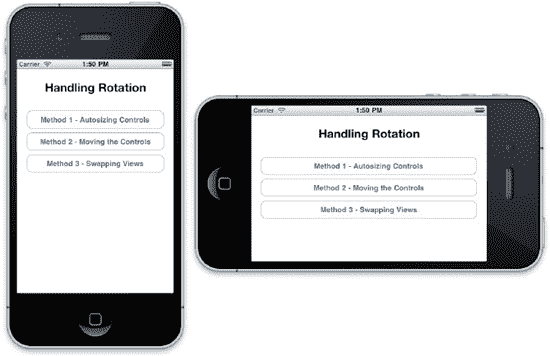 Carrier 1:50 PM
Handling Rotation
Method 1 - Autosizing Controls
Method 2 - Moving the Controls
Method 3 - Swapping Views
Carrier 1:50 PM
Handling Rotation
Method 1 - Autosizing Controls
Method 2 - Moving the Controls
Method 3 - Swapping Views